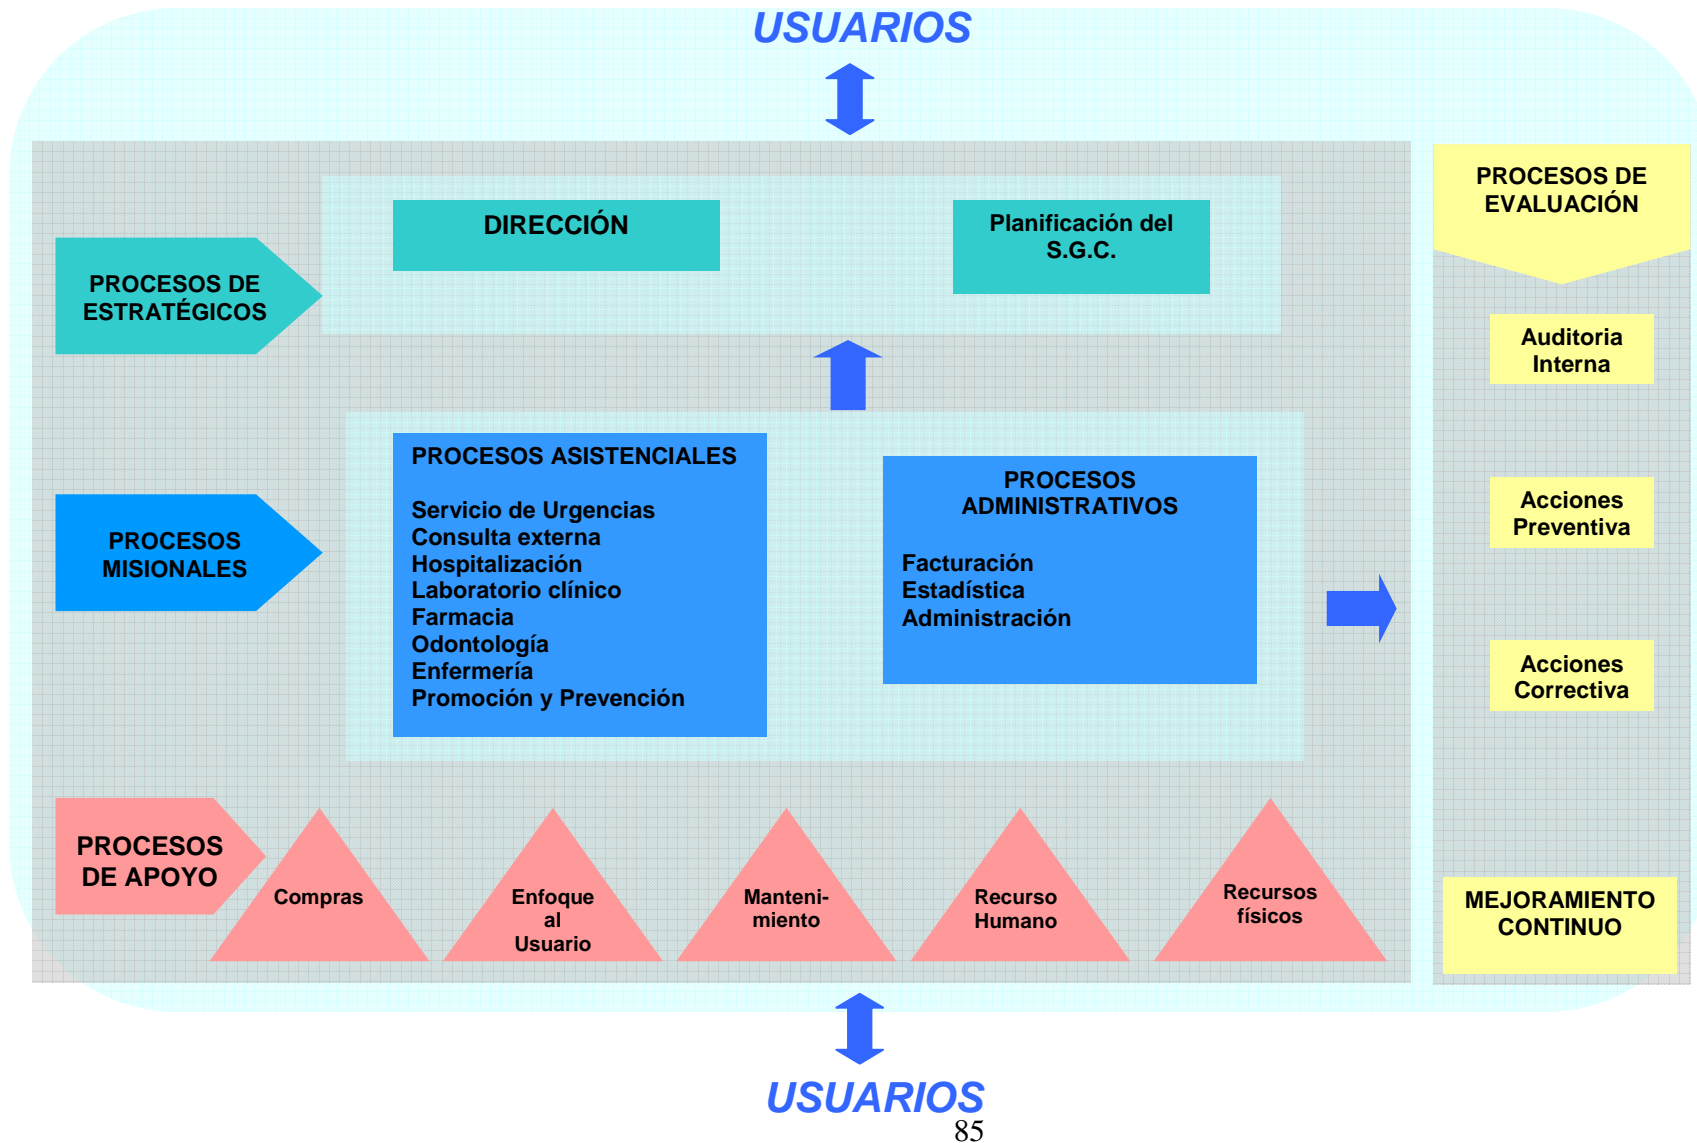 USUARIOS
PROCESOS DE
ESTRATÉGICOS
DIRECCIÓN
Planificación del
S.G.C.
PROCESOS
MISIONALES
PROCESOS ASISTENCIALES
Servicio de Urgencias
Consulta externa
Hospitalización
Laboratorio clínico
Farmacia
Odontología
Enfermería
Promoción y Prevención
PROCESOS
ADMINISTRATIVOS
Facturación
Estadística
Administración
PROCESOS
DE APOYO
Compras
Enfoque
al
Usuario
Manteni-
miento
Recurso
Humano
Recursos
físicos
PROCESOS DE
EVALUACIÓN
Auditoria
Interna
Acciones
Preventiva
Acciones
Correctiva
MEJORAMIENTO
CONTINUO
USUARIOS
85